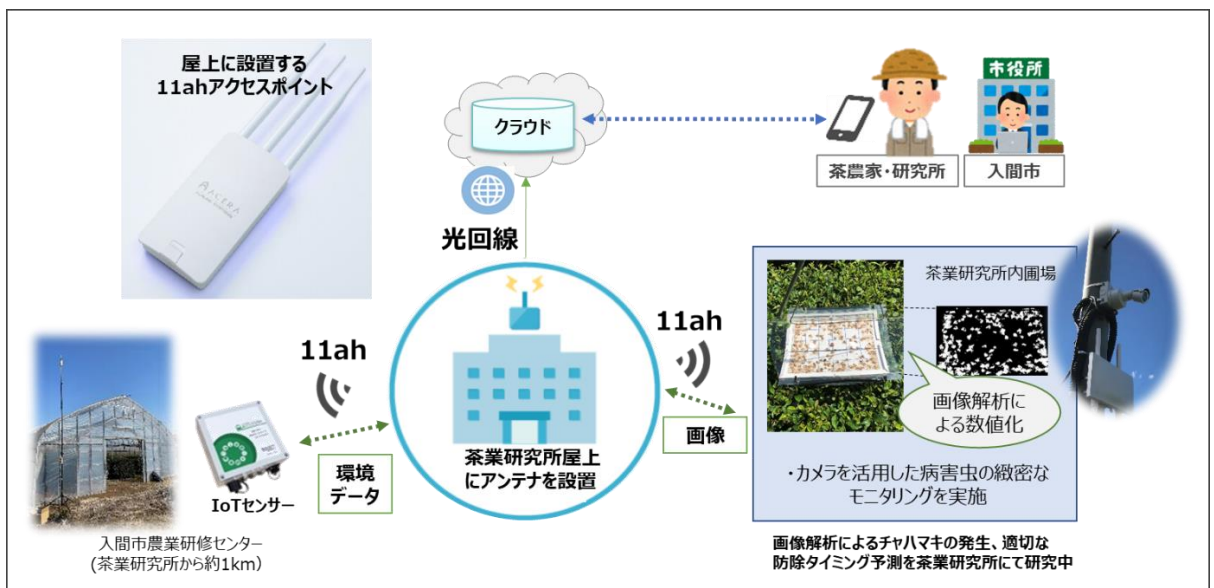 屋上に設置する
11ahアクセスポイント
ACERA
クラウド
市役所
茶農家・研究所
入間市
光回線
11ah
11ah
茶業研究所内圃場
画像解析によ
る数値化
画像
環境
データ
IoTセンサー
茶業研究所屋上
にアンテナを設置
・カメラを活用した病害虫の緻密な
モニタリングを実施
入間市農業研修センター
(茶業研究所から約1km)
画像解析によるチャハマキの発生、適切な
防除タイミング予測を茶業研究所にて研究中